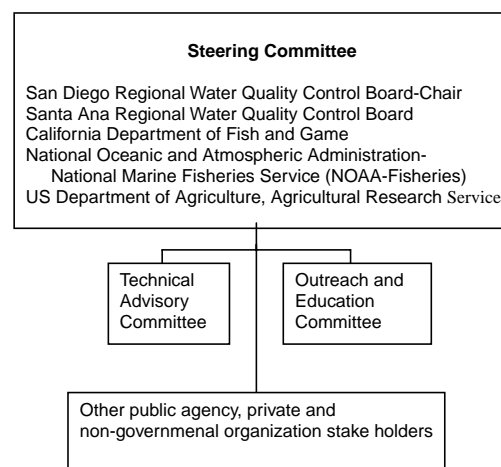 Steering Committee
San Diego Regional Water Quality Control Board-Chair
Santa Ana Regional Water Quality Control Board
California Department of Fish and Game
National Oceanic and Atmospheric Administration-
National Marine Fisheries Service (NOAA-Fisheries)
US Department of Agriculture, Agricultural Research Service
Technical
Advisory
Committee
Outreach and
Education
Committee
Other public agency, private and
non-governmenal organization stake holders